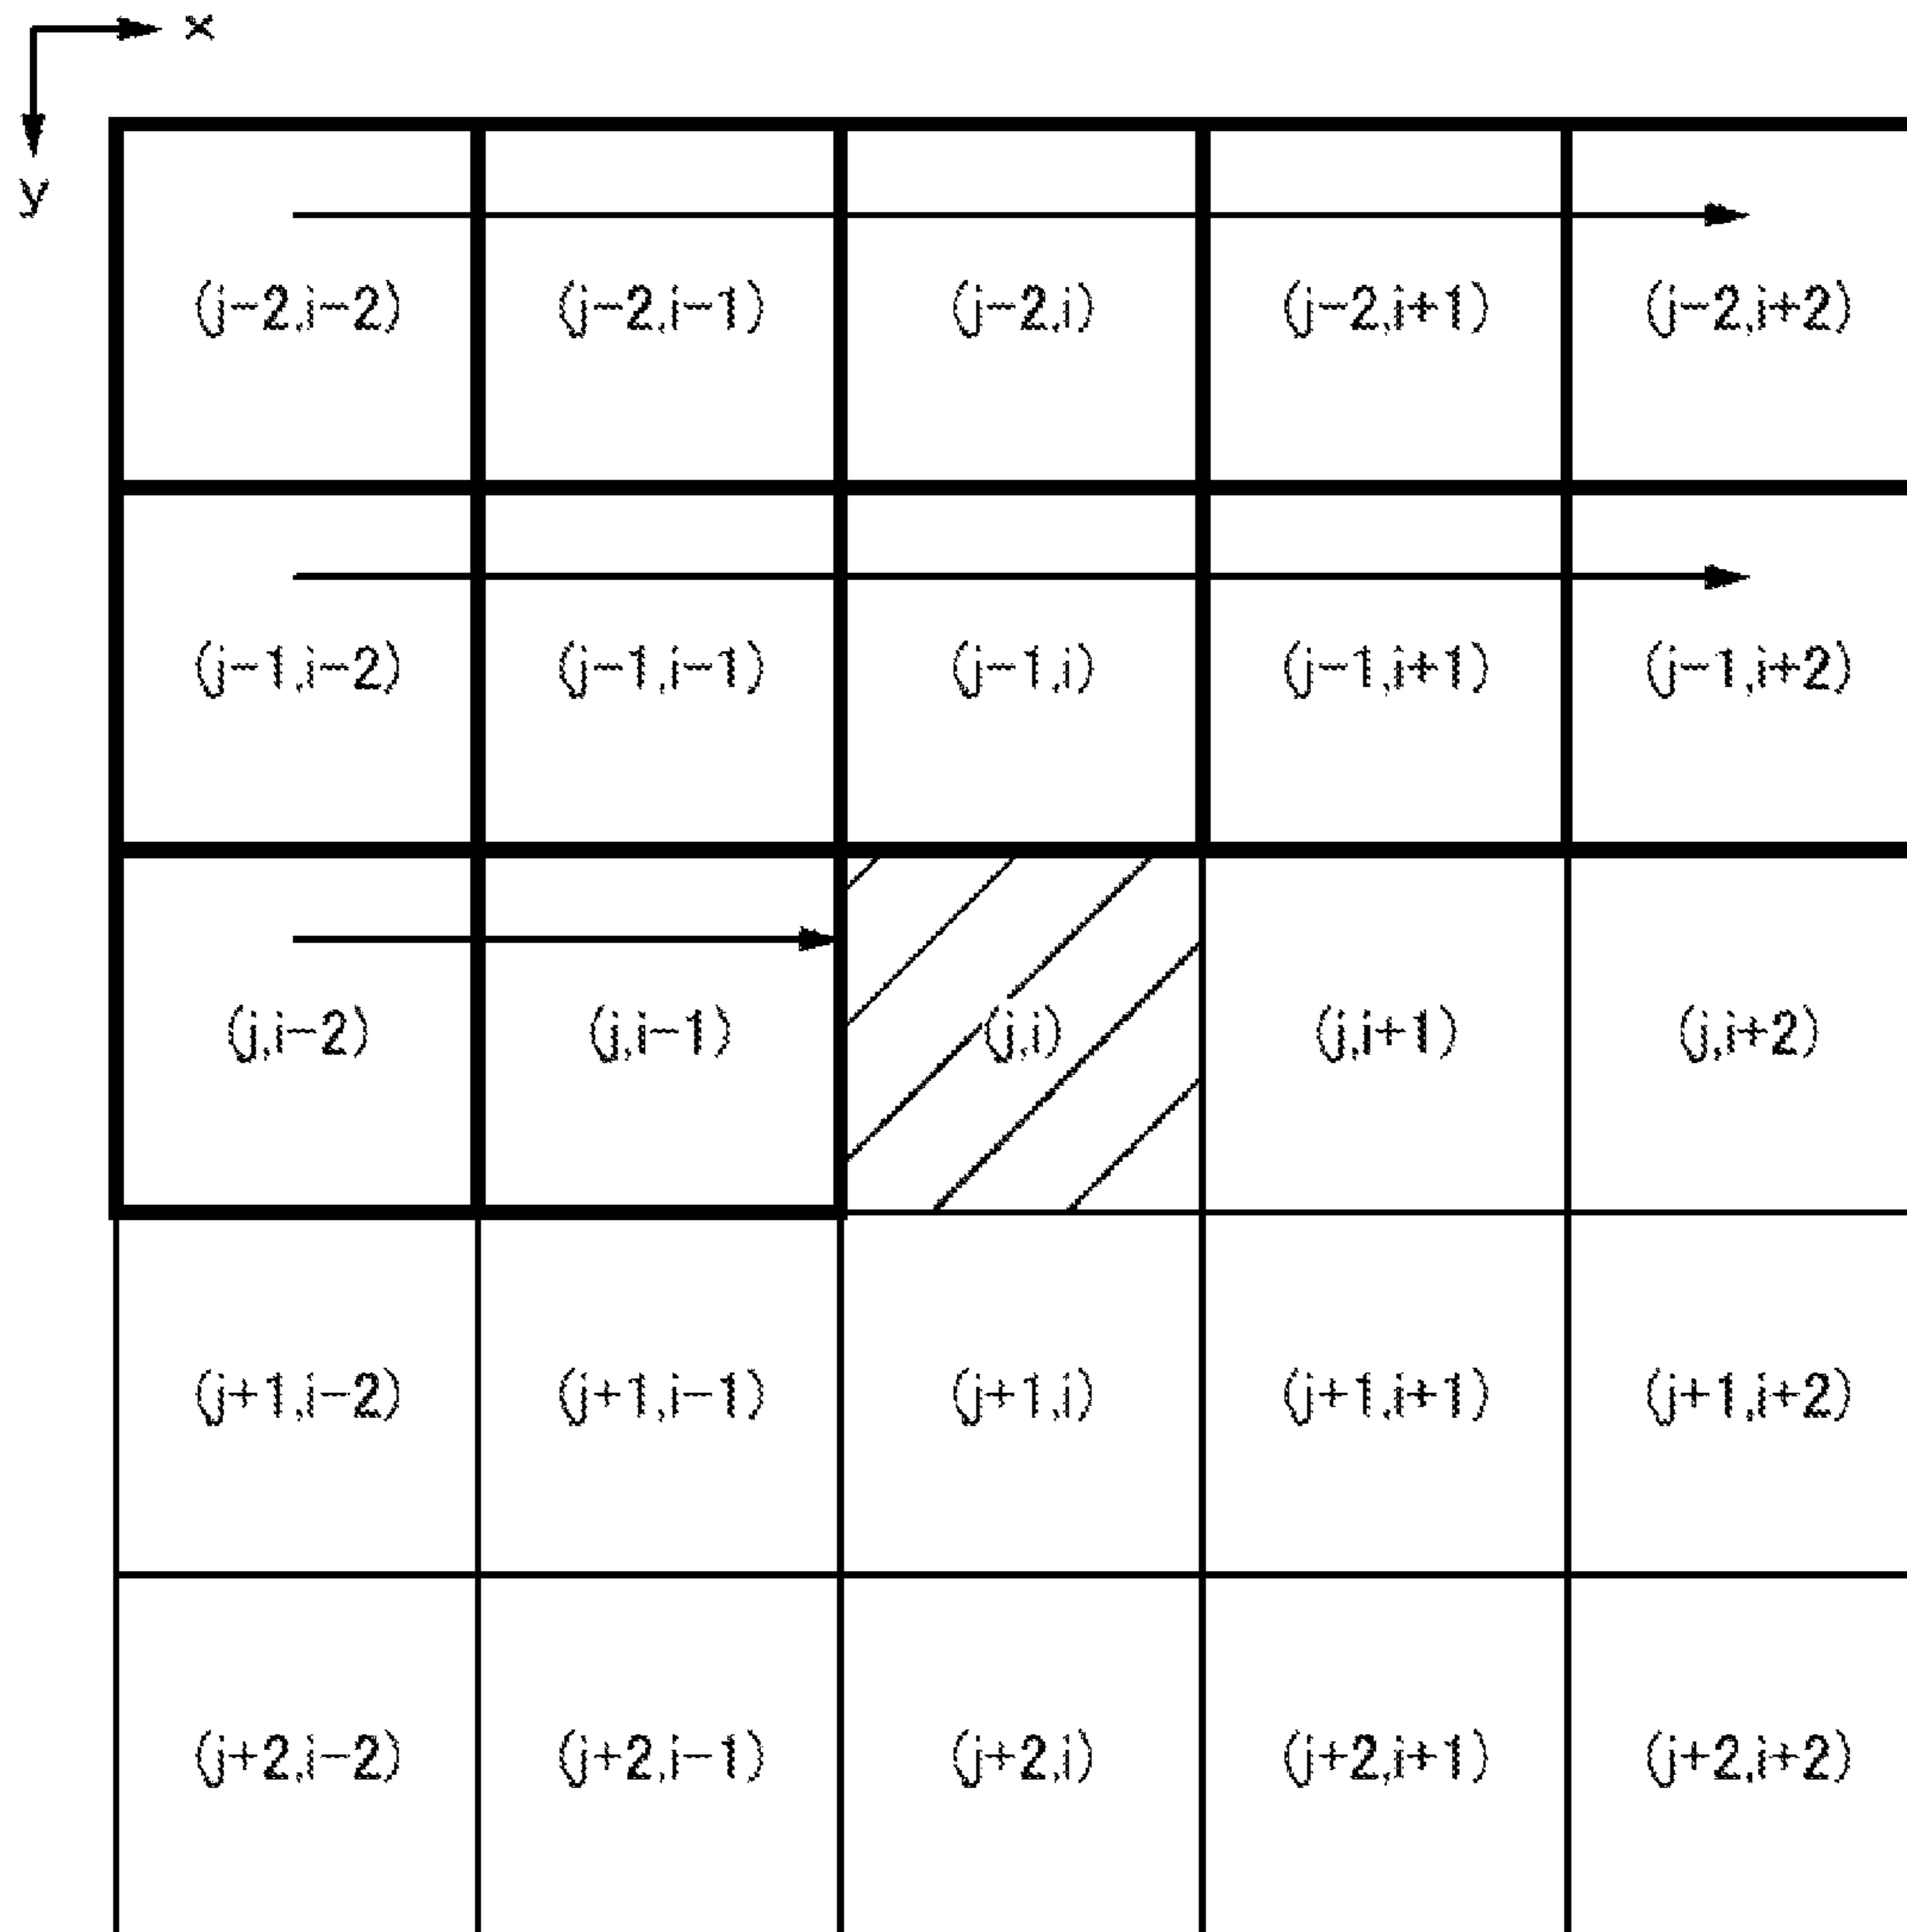 x
y
(j-2,i-2) (j-2,i-1) (j-2,i) (j-2,i+1) (j-2,i+2)
(j-1,i-2) (j-1,i-1) (j-1,i) (j-1,i+1) (j-1,i+2)
(j,i-2) (j,i-1) (j,i) (j,i+1) (j,i+2)
(j+1,i-2) (j+1,i-1) (j+1,i) (j+1,i+1) (j+1,i+2)
(j+2,i-2) (j+2,i-1) (j+2,i) (j+2,i+1) (j+2,i+2)